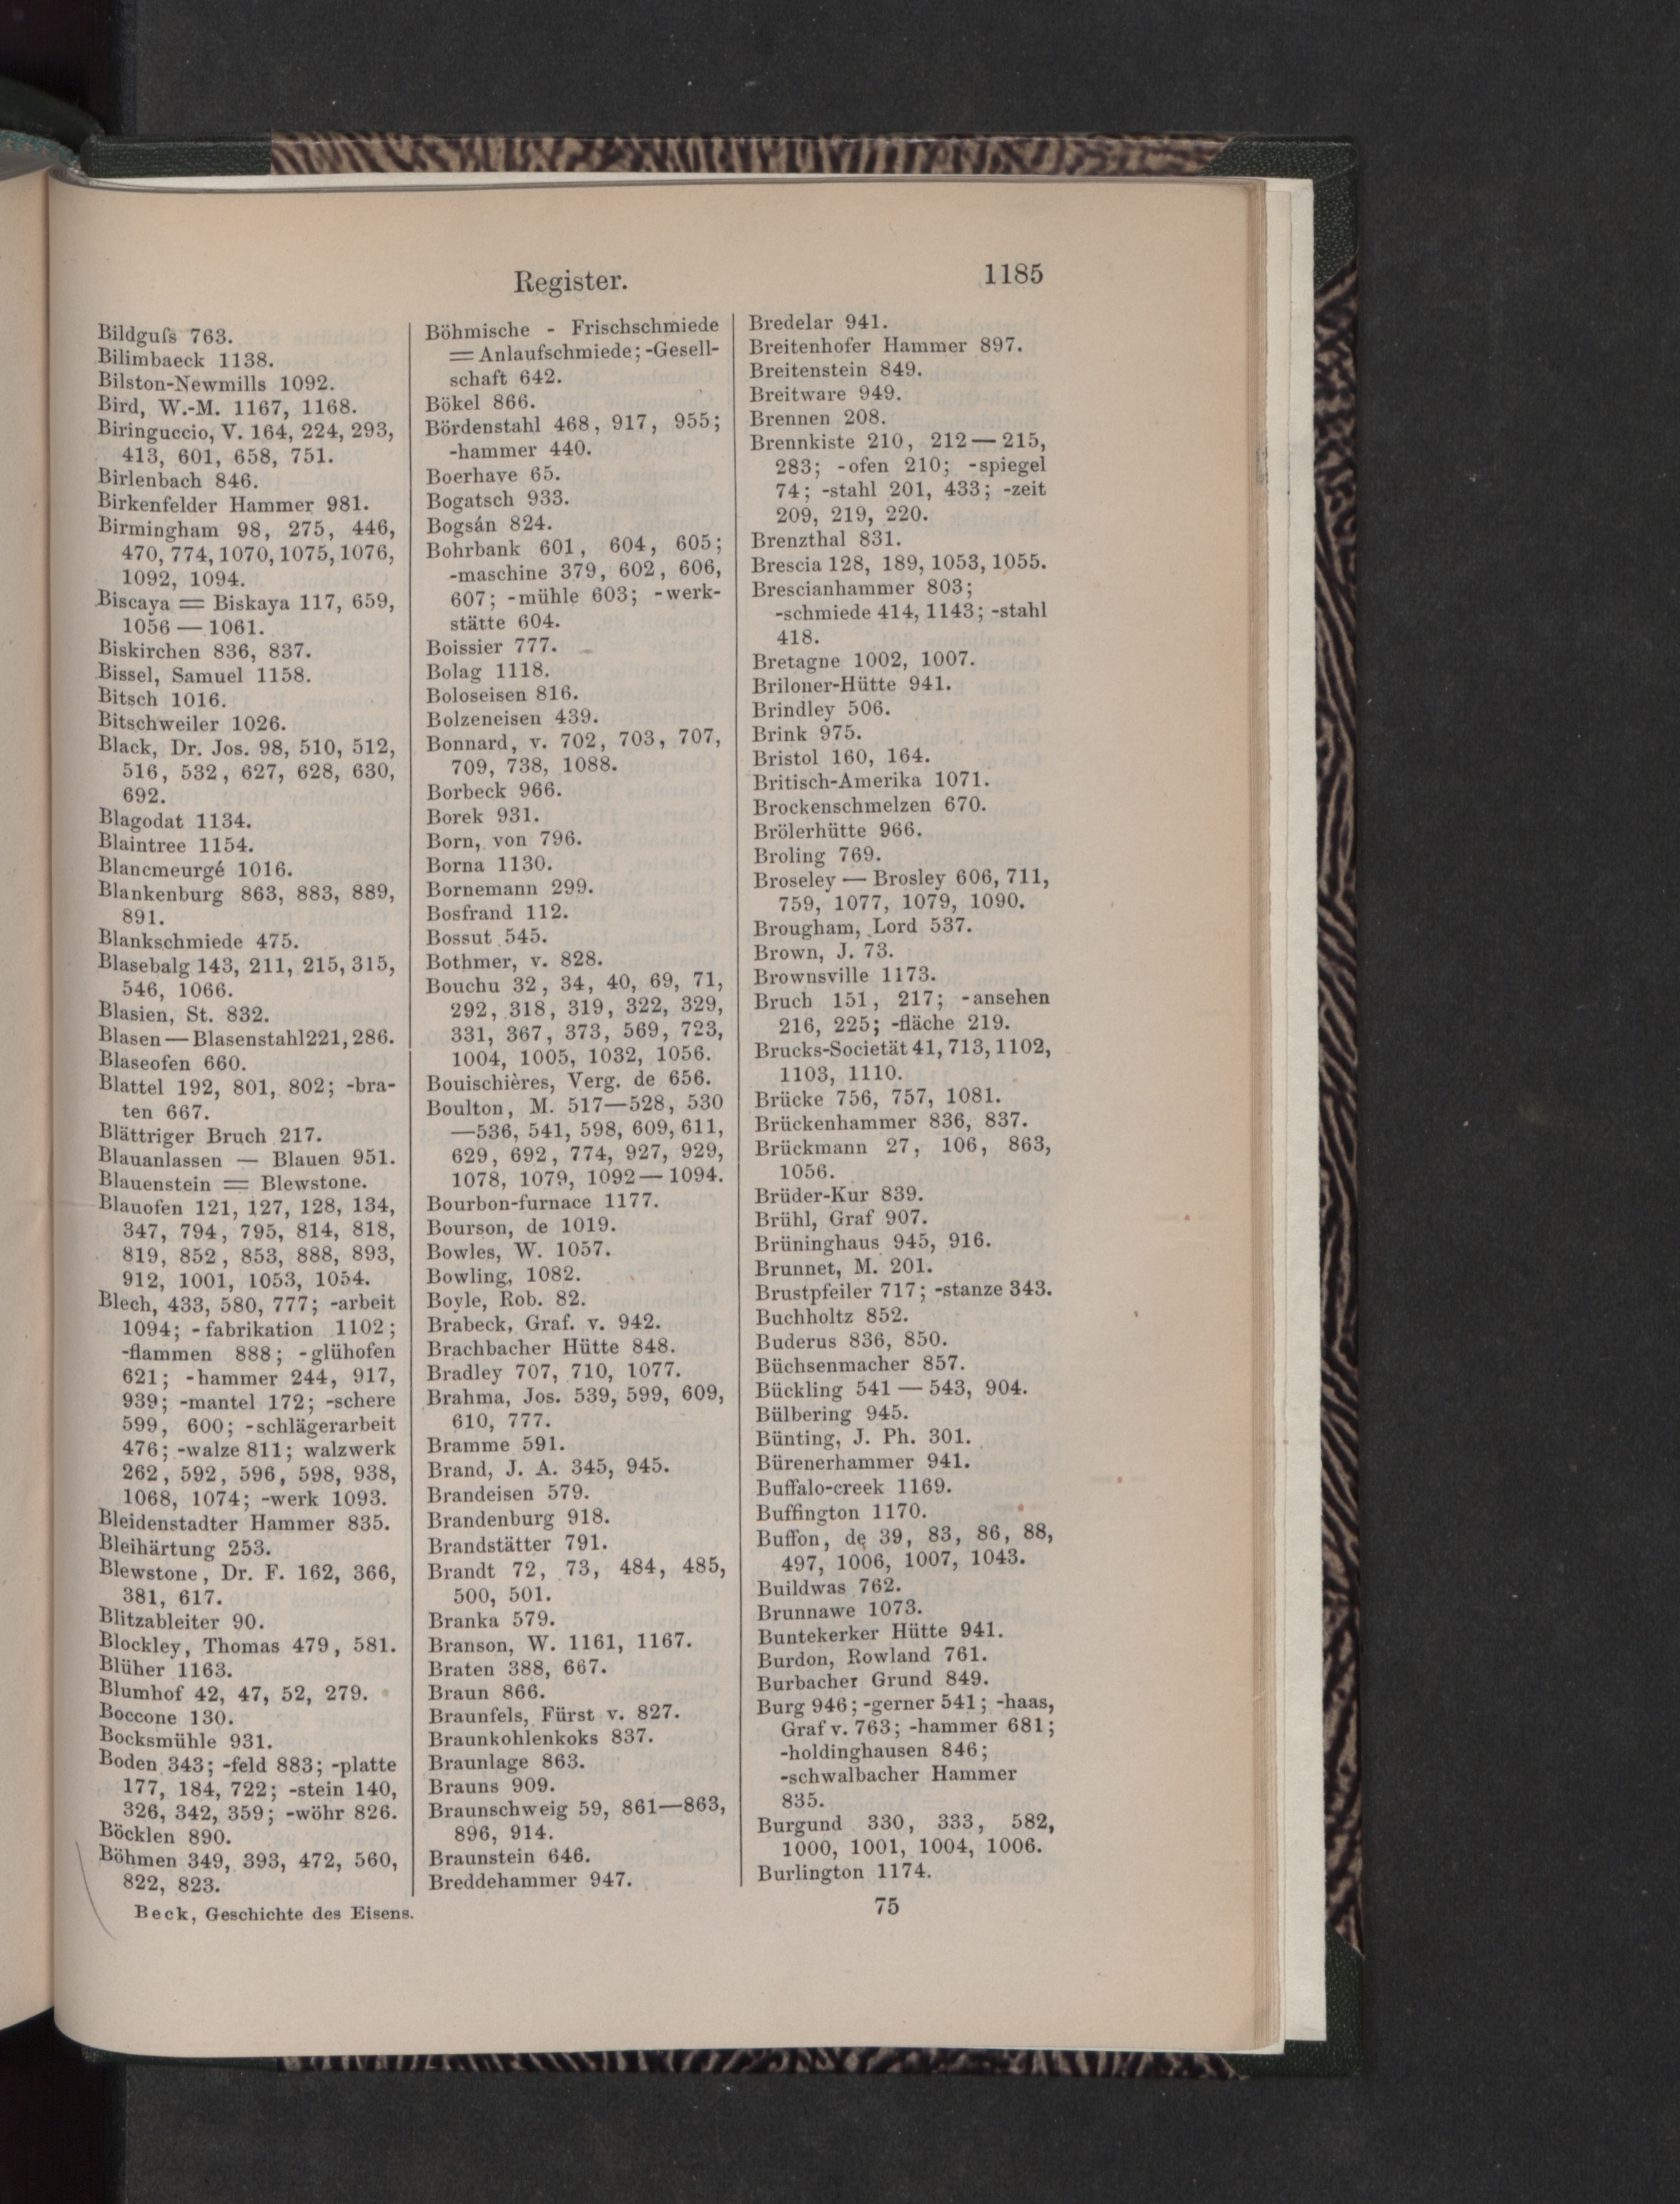 Register.
1185
Bildguſs 763.
Bilimbaeck 1138.
Bilston-Newmills 1092.
Bird, W.-M. 1167, 1168.
Biringuccio, V. 164, 224, 293,
413, 601, 658, 751.
Birlenbach 846.
Birkenfelder Hammer 981.
Birmingham 98, 275, 446,
470, 774, 1070, 1075, 1076,
1092, 1094.
Biscaya = Biskaya 117, 659,
1056 — 1061.
Biskirchen 836, 837.
Bissel, Samuel 1158.
Bitsch 1016.
Bitschweiler 1026.
Black, Dr. Jos. 98, 510, 512,
516, 532, 627, 628, 630,
692.
Blagodat 1134.
Blaintree 1154.
Blancmeurgé 1016.
Blankenburg 863, 883, 889,
891.
Blankschmiede 475.
Blasebalg 143, 211, 215, 315,
546, 1066.
Blasien, St. 832.
Blasen — Blasenstahl 221, 286.
Blaseofen 660.
Blattel 192, 801, 802; -bra-
ten 667.
Blättriger Bruch 217.
Blauanlassen — Blauen 951.
Blauenstein = Blewstone.
Blauofen 121, 127, 128, 134,
347, 794, 795, 814, 818,
819, 852, 853, 888, 893,
912, 1001, 1053, 1054.
Blech, 433, 580, 777; -arbeit
1094; -fabrikation 1102;
-flammen 888; -glühofen
621; -hammer 244, 917,
939; -mantel 172; -schere
599, 600; -schlägerarbeit
476; -walze 811; walzwerk
262, 592, 596, 598, 938,
1068, 1074; -werk 1093.
Bleidenstadter Hammer 835.
Bleihärtung 253.
Blewstone, Dr. F. 162, 366,
381, 617.
Blitzableiter 90.
Blockley, Thomas 479, 581.
Blüher 1163.
Blumhof 42, 47, 52, 279.
Boccone 130.
Bocksmühle 931.
Boden 343; -feld 883; -platte
177, 184, 722; -stein 140,
326, 342, 359; -wöhr 826.
Böcklen 890.
Böhmen 349, 393, 472, 560,
822, 823.
Böhmische - Frischschmiede
= Anlaufschmiede; -Gesell-
schaft 642.
Bökel 866.
Bördenstahl 468, 917, 955;
-hammer 440.
Boerhave 65.
Bogatsch 933.
Bogsán 824.
Bohrbank 601, 604, 605;
-maschine 379, 602, 606,
607; -mühle 603; -werk-
stätte 604.
Boissier 777.
Bolag 1118.
Boloseisen 816.
Bolzeneisen 439.
Bonnard, v. 702, 703, 707,
709, 738, 1088.
Borbeck 966.
Borek 931.
Born, von 796.
Borna 1130.
Bornemann 299.
Bosfrand 112.
Bossut 545.
Bothmer, v. 828.
Bouchu 32, 34, 40, 69, 71,
292, 318, 319, 322, 329,
331, 367, 373, 569, 723,
1004, 1005, 1032, 1056.
Bouischières, Verg. de 656.
Boulton, M. 517—528, 530
—536, 541, 598, 609, 611,
629, 692, 774, 927, 929,
1078, 1079, 1092 — 1094.
Bourbon-furnace 1177.
Bourson, de 1019.
Bowles, W. 1057.
Bowling, 1082.
Boyle, Rob. 82.
Brabeck, Graf. v. 942.
Brachbacher Hütte 848.
Bradley 707, 710, 1077.
Brahma, Jos. 539, 599, 609,
610, 777.
Bramme 591.
Brand, J. A. 345, 945.
Brandeisen 579.
Brandenburg 918.
Brandstätter 791.
Brandt 72, 73, 484, 485,
500, 501.
Branka 579.
Branson, W. 1161, 1167.
Braten 388, 667.
Braun 866.
Braunfels, Fürst v. 827.
Braunkohlenkoks 837.
Braunlage 863.
Brauns 909.
Braunschweig 59, 861—863,
896, 914.
Braunstein 646.
Breddehammer 947.
Bredelar 941.
Breitenhofer Hammer 897.
Breitenstein 849.
Breitware 949.
Brennen 208.
Brennkiste 210, 212 — 215,
283; -ofen 210; -spiegel
74; -stahl 201, 433; -zeit
209, 219, 220.
Brenzthal 831.
Brescia 128, 189, 1053, 1055.
Brescianhammer 803;
-schmiede 414, 1143; -stahl
418.
Bretagne 1002, 1007.
Briloner-Hütte 941.
Brindley 506.
Brink 975.
Bristol 160, 164.
Britisch-Amerika 1071.
Brockenschmelzen 670.
Brölerhütte 966.
Broling 769.
Broseley — Brosley 606, 711,
759, 1077, 1079, 1090.
Brougham, Lord 537.
Brown, J. 73.
Brownsville 1173.
Bruch 151, 217; -ansehen
216, 225; -fläche 219.
Brucks-Societät 41, 713, 1102,
1103, 1110.
Brücke 756, 757, 1081.
Brückenhammer 836, 837.
Brückmann 27, 106, 863,
1056.
Brüder-Kur 839.
Brühl, Graf 907.
Brüninghaus 945, 916.
Brunnet, M. 201.
Brustpfeiler 717; -stanze 343.
Buchholtz 852.
Buderus 836, 850.
Büchsenmacher 857.
Bückling 541 — 543, 904.
Bülbering 945.
Bünting, J. Ph. 301.
Bürenerhammer 941.
Buffalo-creek 1169.
Buffington 1170.
Buffon, de 39, 83, 86, 88,
497, 1006, 1007, 1043.
Buildwas 762.
Brunnawe 1073.
Buntekerker Hütte 941.
Burdon, Rowland 761.
Burbacher Grund 849.
Burg 946; -gerner 541; -haas,
Graf v. 763; -hammer 681;
-holdinghausen 846;
-schwalbacher Hammer
835.
Burgund 330, 333, 582,
1000, 1001, 1004, 1006.
Burlington 1174.
Beck, Geschichte des Eisens.
75